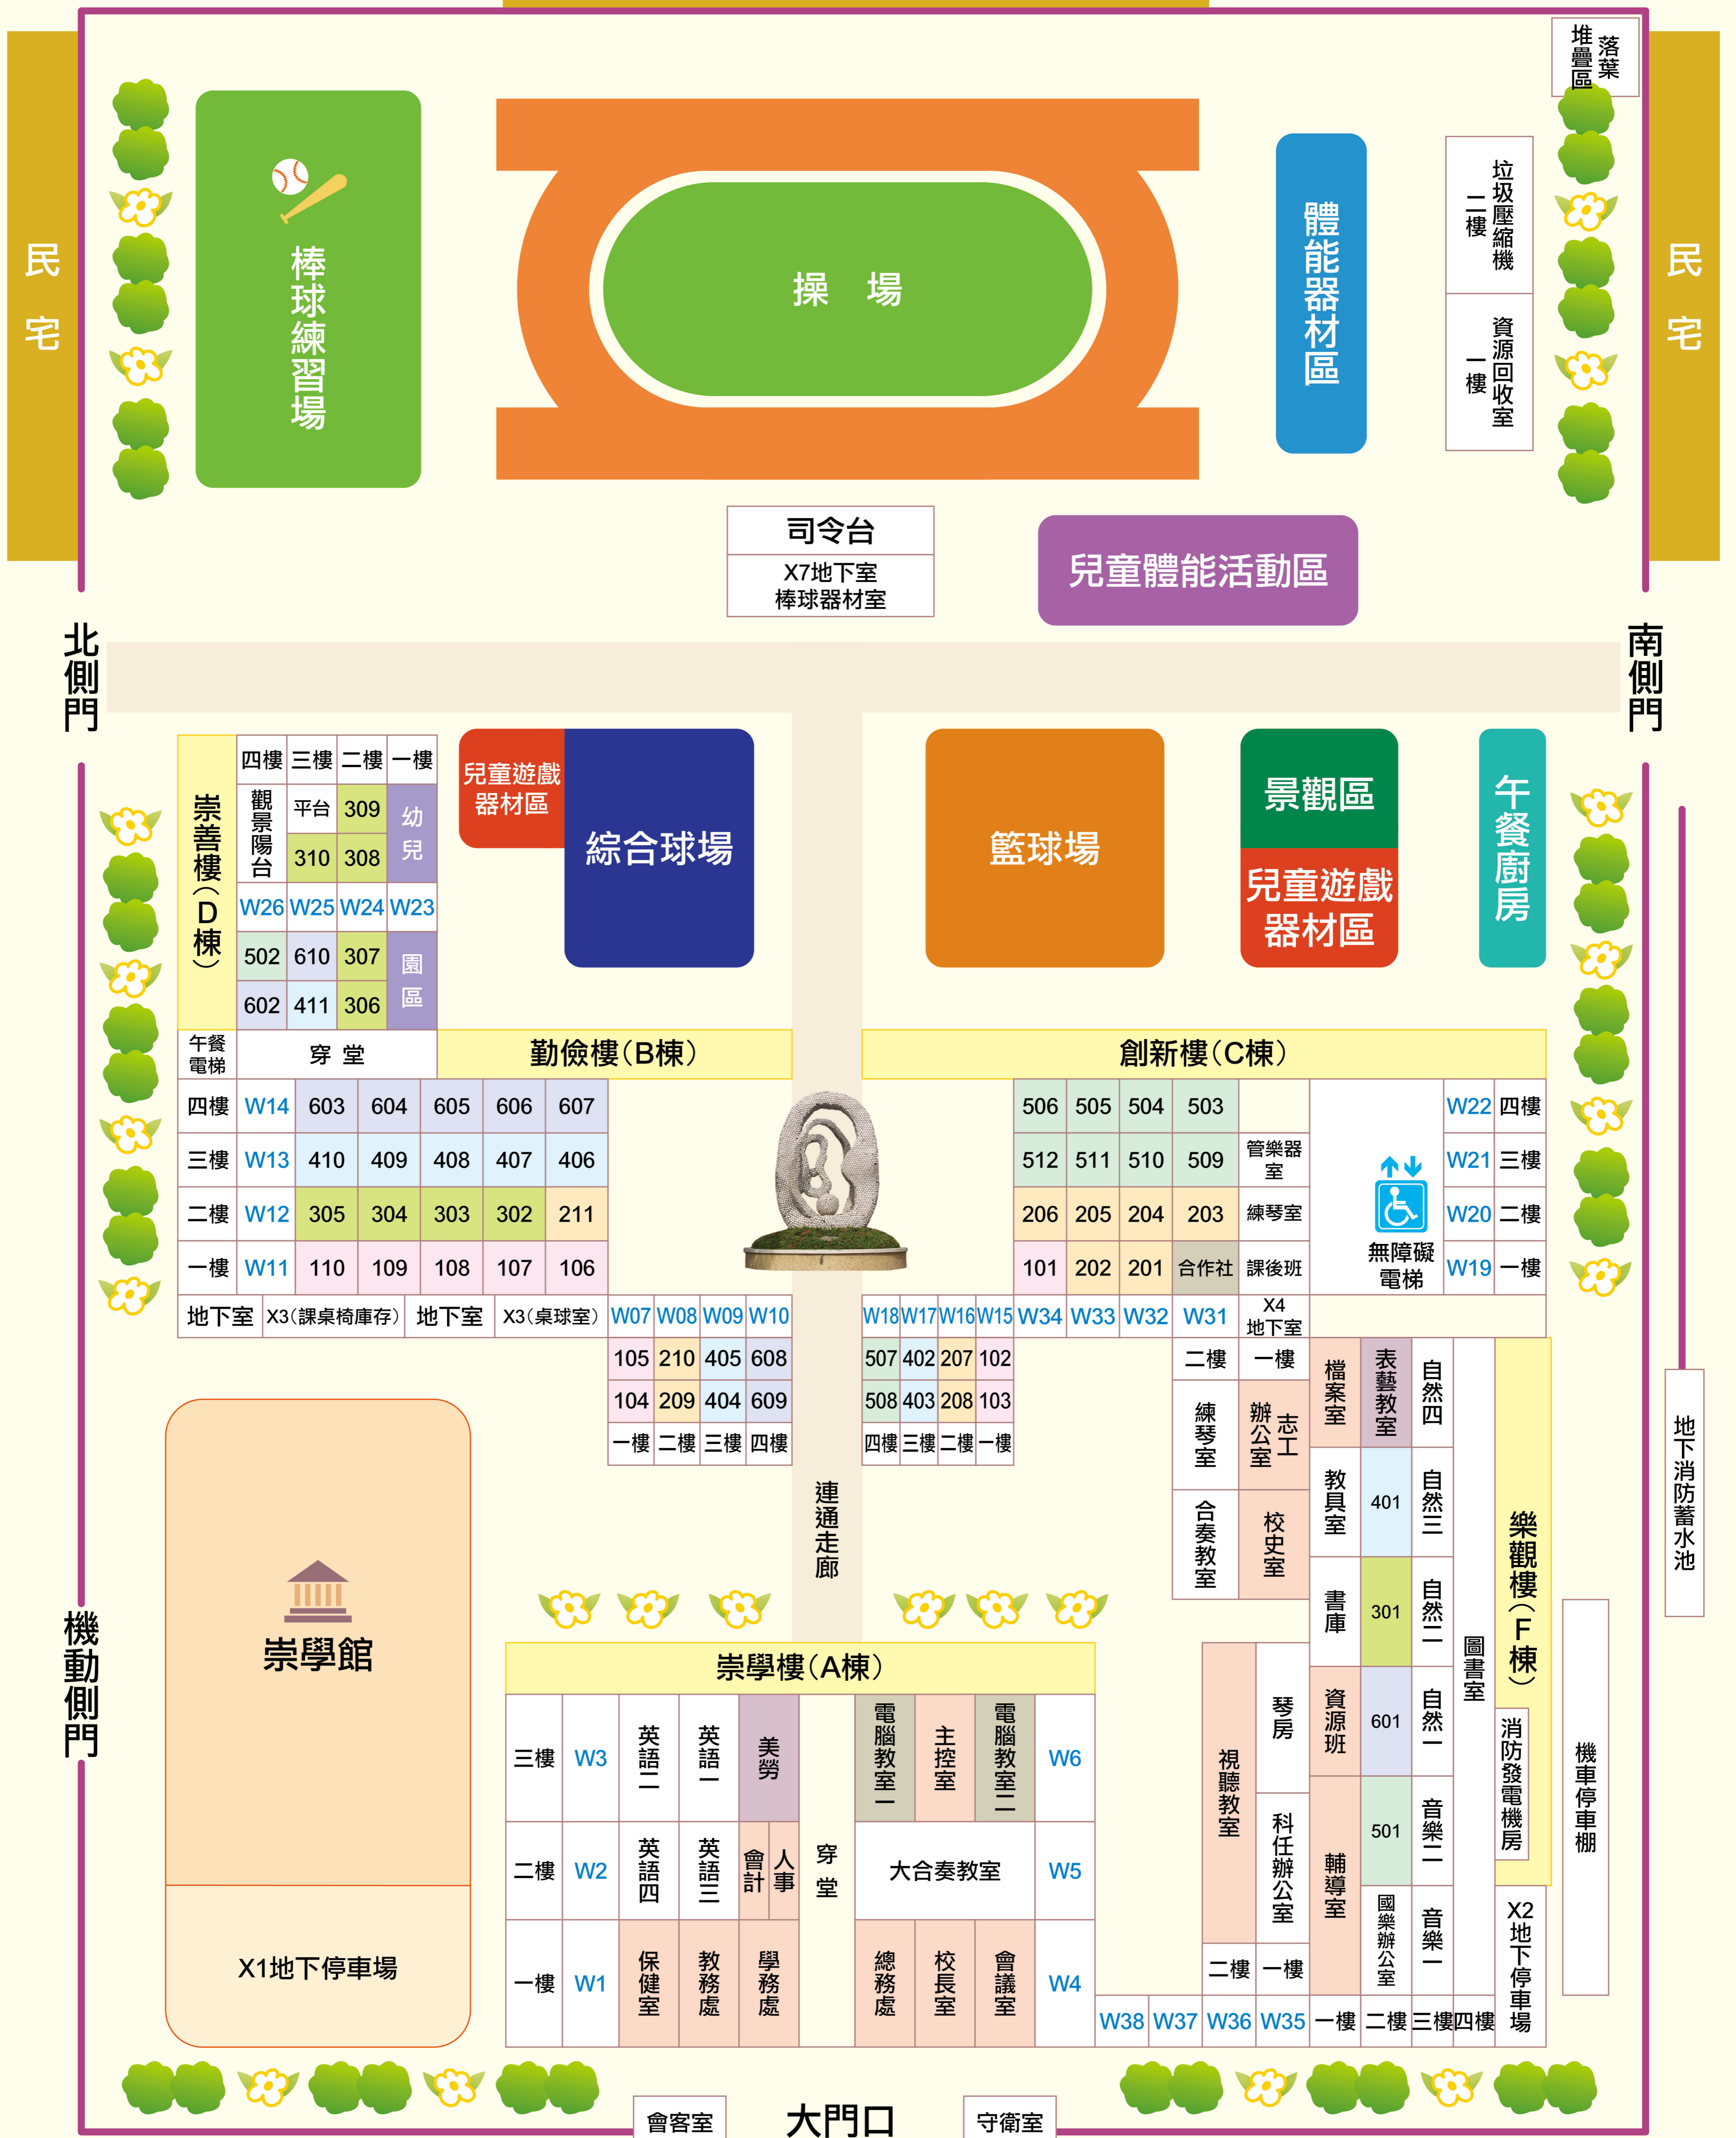 落葉
堆疊區
民宅
棒球練習場
操 場
體能器材區
垃圾壓縮機
二樓
資源回收室
一樓
民宅
司令台
X7地下室
棒球器材室
兒童體能活動區
北側門
南側門
崇善樓（D棟）
四樓 三樓 二樓 一樓
觀景陽台 平台 309 幼兒
310 308
W26 W25 W24 W23
502 610 307 園區
602 411 306
兒童遊戲
器材區
綜合球場
籃球場
景觀區
兒童遊戲
器材區
午餐廚房
午餐
電梯
穿 堂
勤儉樓（B棟）
四樓 W14 603 604 605 606 607
三樓 W13 410 409 408 407 406
二樓 W12 305 304 303 302 211
一樓 W11 110 109 108 107 106
地下室 X3（課桌椅庫存） 地下室 X3（桌球室） W07 W08 W09 W10
105 210 405 608
104 209 404 609
一樓 二樓 三樓 四樓
創新樓（C棟）
506 505 504 503
512 511 510 509 管樂器
室
206 205 204 203 練琴室
101 202 201 合作社 課後班
無障礙
電梯
W22 四樓
W21 三樓
W20 二樓
W19 一樓
W18 W17 W16 W15 W34 W33 W32 W31 X4
地下室
507 402 207 102
508 403 208 103
四樓 三樓 二樓 一樓
二樓 一樓
練琴室
志工
辦公室
合奏教室
校史室
檔案室 表藝教室 自然四
教具室 401 自然三
書庫 301 自然二
資源班 601 自然一
輔導室 501 音樂二
國樂辦公室 音樂一
圖書室
樂觀樓（F棟）
消防發電機房
X2地下停車場
地下消防蓄水池
機車停車棚
連通走廊
機動側門
崇學館
X1地下停車場
崇學樓（A棟）
三樓 W3 英語二 英語一 美勞 電腦教室一 主控室 電腦教室二 W6
二樓 W2 英語四 英語三 會計 人事 穿堂 大合奏教室 W5
一樓 W1 保健室 教務處 學務處 總務處 校長室 會議室 W4
視聽教室
琴房
科任辦公室
二樓 一樓
W38 W37 W36 W35 一樓 二樓 三樓 四樓
會客室
大門口
守衛室